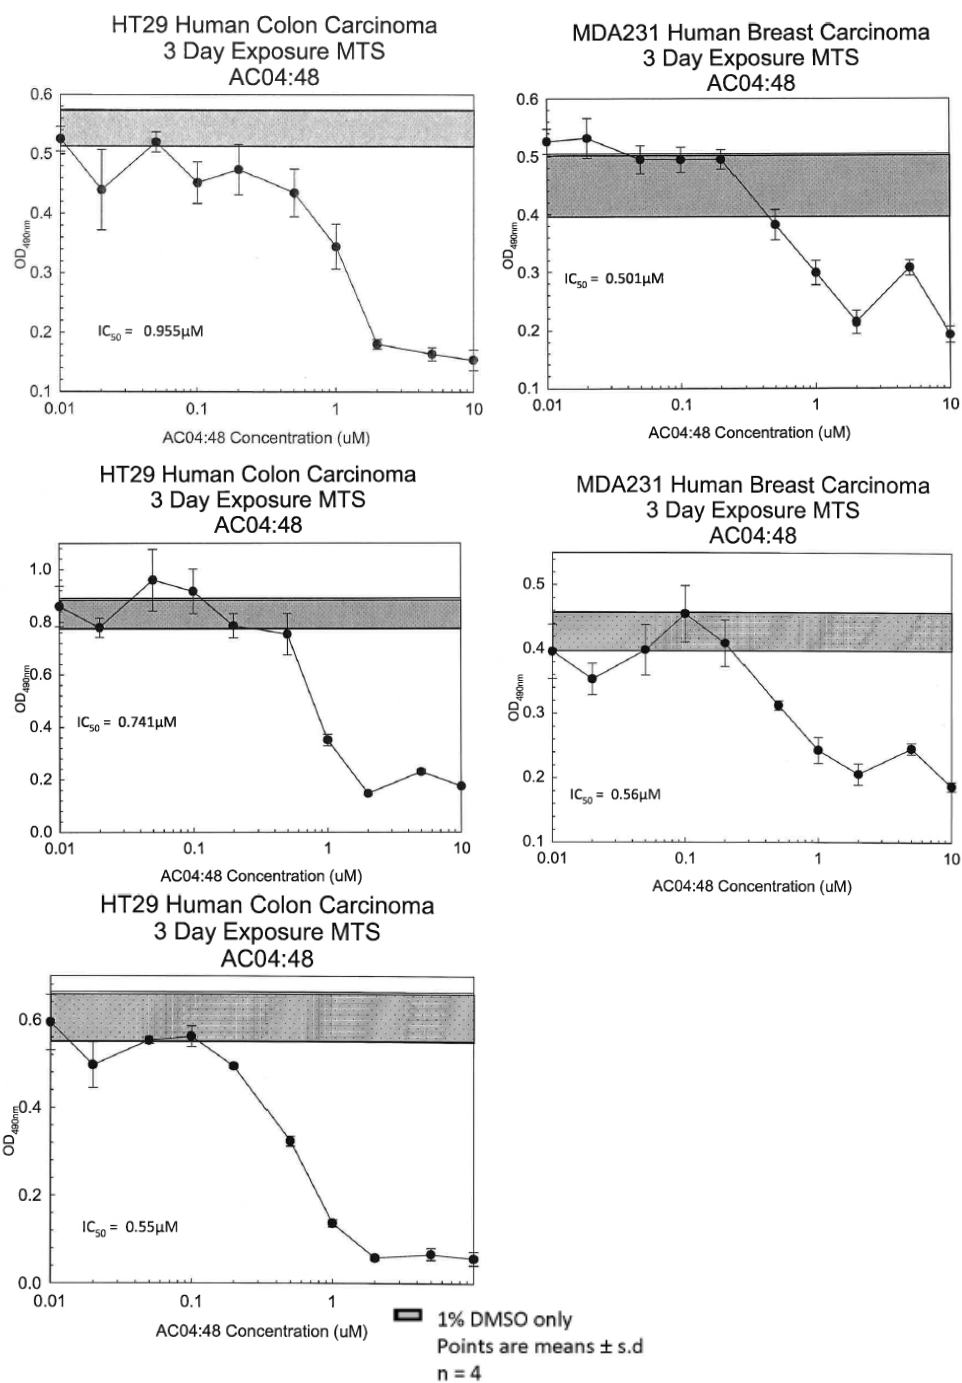 HT29 Human Colon Carcinoma
3 Day Exposure MTS
AC04:48
0.6
0.5
0.4
0.3
0.2
0.1
OD490nm
IC50 = 0.955µM
0.01
0.1
1
10
AC04:48 Concentration (uM)
MDA231 Human Breast Carcinoma
3 Day Exposure MTS
AC04:48
0.6
0.5
0.4
0.3
0.2
0.1
OD490nm
IC50 = 0.501µM
0.01
0.1
1
10
AC04:48 Concentration (uM)
HT29 Human Colon Carcinoma
3 Day Exposure MTS
AC04:48
1.0
0.8
0.6
0.4
0.2
0.0
OD490nm
IC50 = 0.741µM
0.01
0.1
1
10
AC04:48 Concentration (uM)
MDA231 Human Breast Carcinoma
3 Day Exposure MTS
AC04:48
0.5
0.4
0.3
0.2
0.1
OD490nm
IC50 = 0.56µM
0.01
0.1
1
10
AC04:48 Concentration (uM)
HT29 Human Colon Carcinoma
3 Day Exposure MTS
AC04:48
0.6
0.4
0.2
0.0
OD490nm
IC50 = 0.55µM
0.01
0.1
1
AC04:48 Concentration (uM)
1% DMSO only
Points are means ± s.d
n = 4